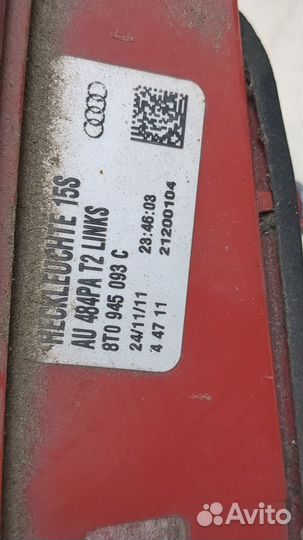 HECKLEUCHTE 15S
AU 484PA T2 LINKS
8T0 945 093 C
24/11/11 23:46:03
4 47 11 21200104
Avito